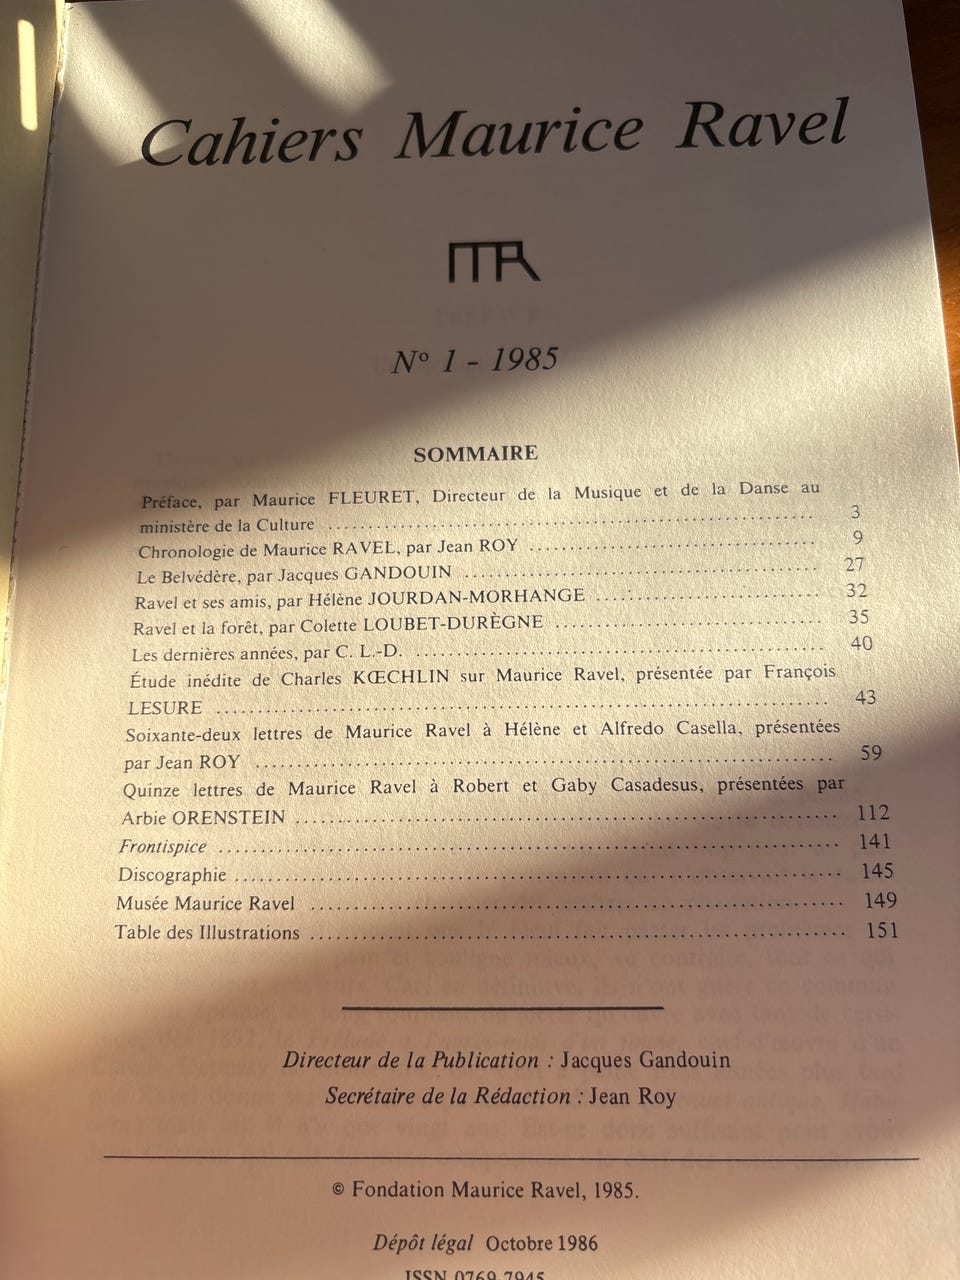 Cahiers Maurice Ravel
MR
N° 1 - 1985
SOMMAIRE
Préface, par Maurice FLEURET, Directeur de la Musique et de la Danse au
ministère de la Culture ........ 3
Chronologie de Maurice RAVEL, par Jean ROY ........ 9
Le Belvédère, par Jacques GANDOUIN ........ 27
Ravel et ses amis, par Hélène JOURDAN-MORHANGE ........ 32
Ravel et la forêt, par Colette LOUBET-DURÈGNE ........ 35
Les dernières années, par C. L.-D. ........ 40
Étude inédite de Charles KŒCHLIN sur Maurice Ravel, présentée par François
LESURE ........ 43
Soixante-deux lettres de Maurice Ravel à Hélène et Alfredo Casella, présentées
par Jean ROY ........ 59
Quinze lettres de Maurice Ravel à Robert et Gaby Casadesus, présentées par
Arbie ORENSTEIN ........ 112
Frontispice ........ 141
Discographie ........ 145
Musée Maurice Ravel ........ 149
Table des Illustrations ........ 151
Directeur de la Publication : Jacques Gandouin
Secrétaire de la Rédaction : Jean Roy
© Fondation Maurice Ravel, 1985.
Dépôt légal Octobre 1986
ISSN 0769-7945